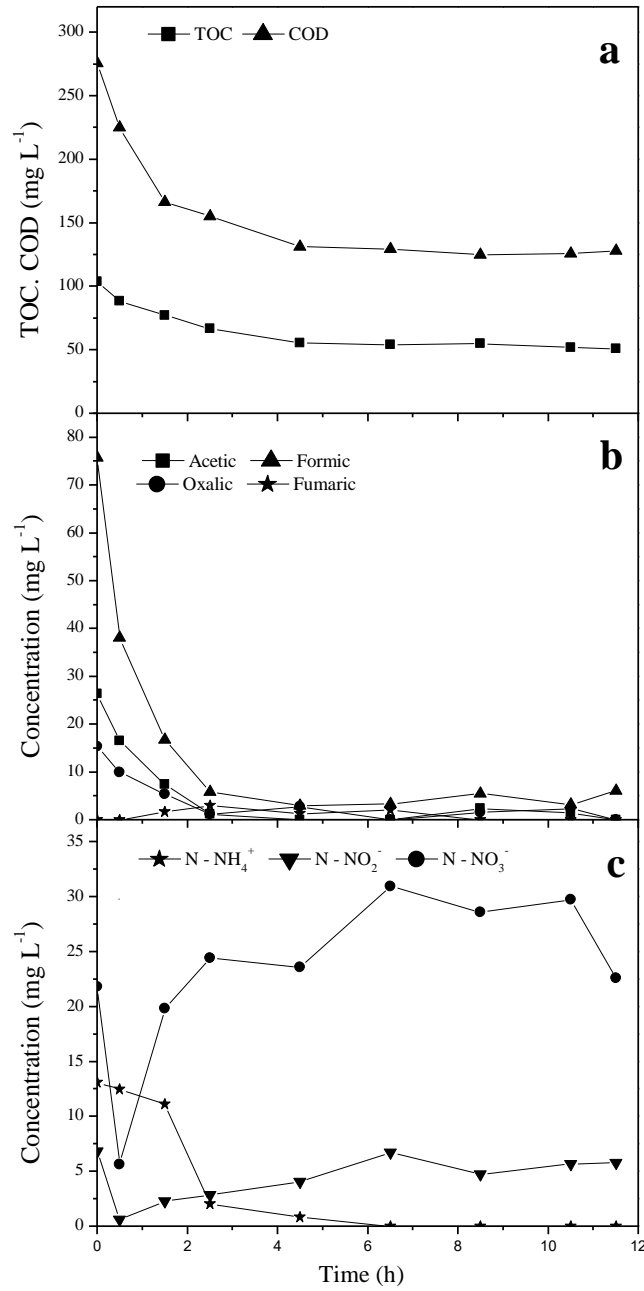 300
TOC COD
a
250
200
150
100
50
0
TOC. COD (mg L⁻¹)
80
Acetic Formic
Oxalic Fumaric
b
70
60
50
40
30
20
10
0
Concentration (mg L⁻¹)
35
N - NH₄⁺ N - NO₂⁻ N - NO₃⁻
c
30
25
20
15
10
5
0
Concentration (mg L⁻¹)
0 2 4 6 8 10 12
Time (h)